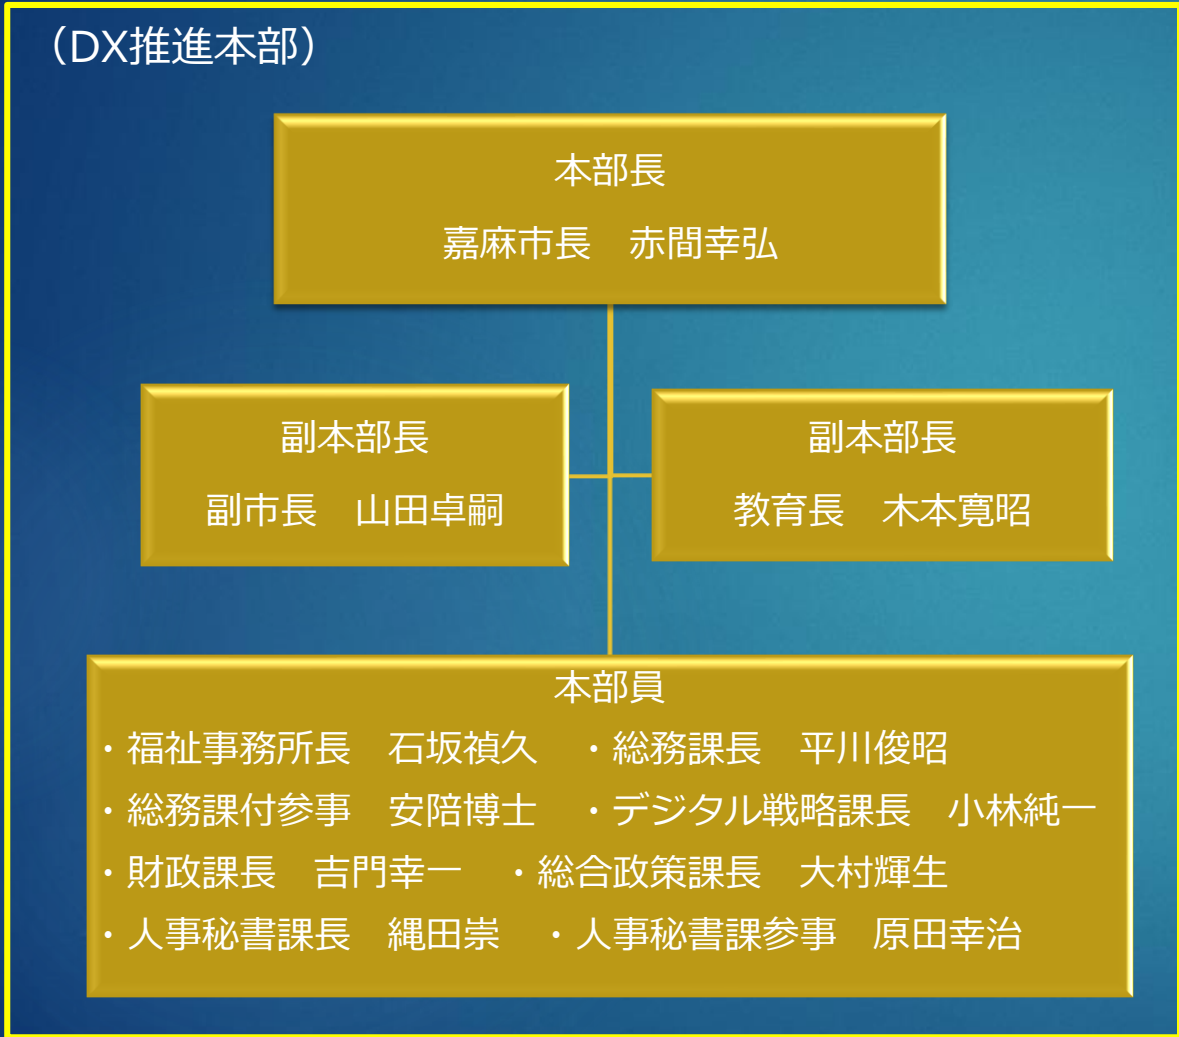 （DX推進本部）
本部長
嘉麻市長　赤間幸弘
副本部長
副市長　山田卓嗣
副本部長
教育長　木本寛昭
本部員
・福祉事務所長　石坂禎久　・総務課長　平川俊昭
・総務課付参事　安陪博士　・デジタル戦略課長　小林純一
・財政課長　吉門幸一　・総合政策課長　大村輝生
・人事秘書課長　縄田崇　・人事秘書課参事　原田幸治